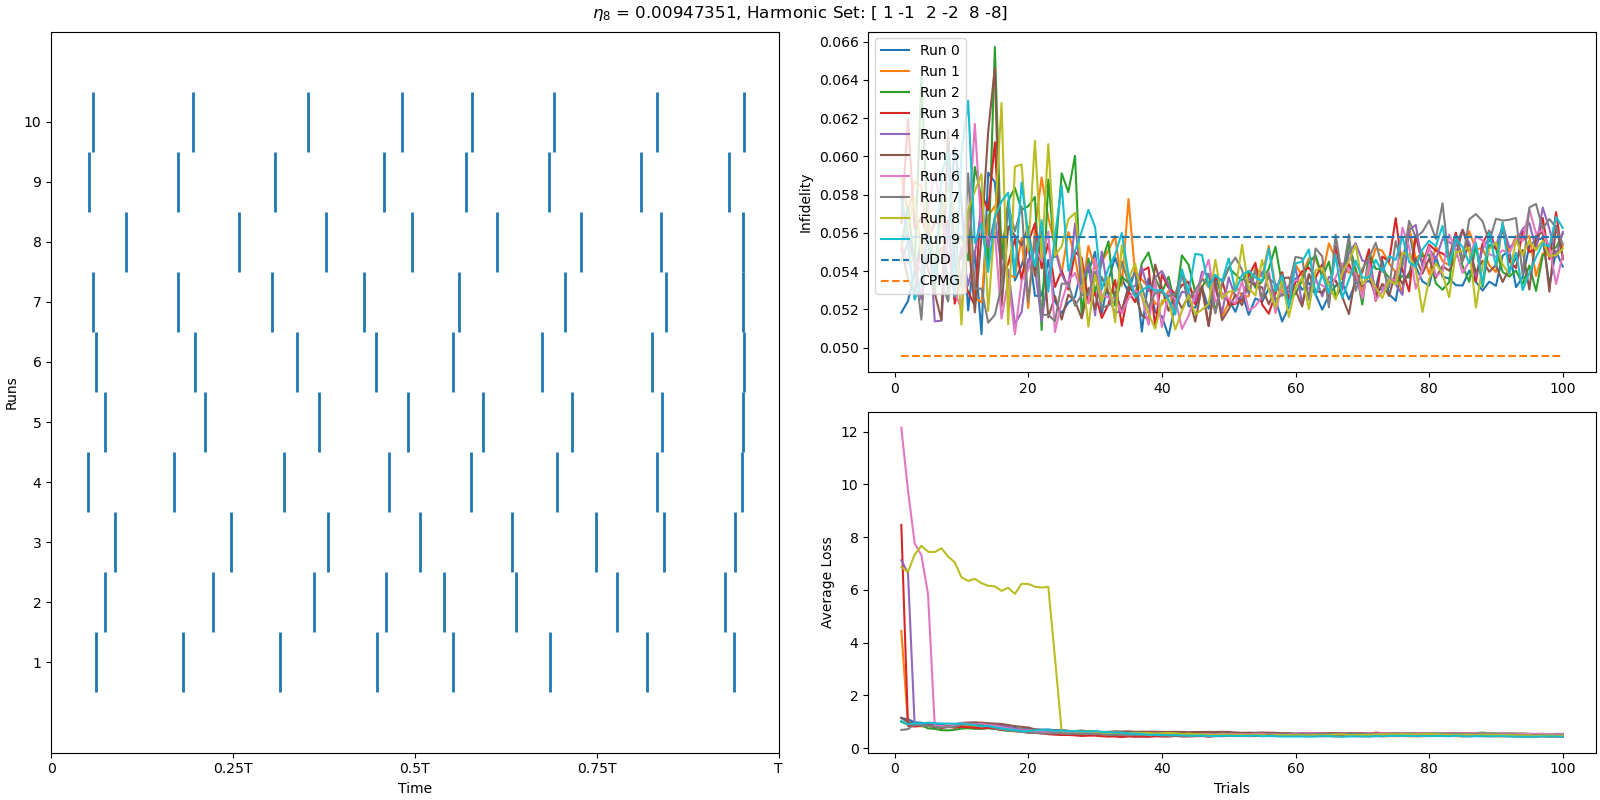 η8 = 0.00947351, Harmonic Set: [ 1 -1  2 -2  8 -8]
10
9
8
7
6
5
4
3
2
1
Runs
0
0.25T
0.5T
0.75T
T
Time
0.066
0.064
0.062
0.060
0.058
0.056
0.054
0.052
0.050
Infidelity
Run 0
Run 1
Run 2
Run 3
Run 4
Run 5
Run 6
Run 7
Run 8
Run 9
UDD
CPMG
0
20
40
60
80
100
12
10
8
6
4
2
0
Average Loss
0
20
40
60
80
100
Trials